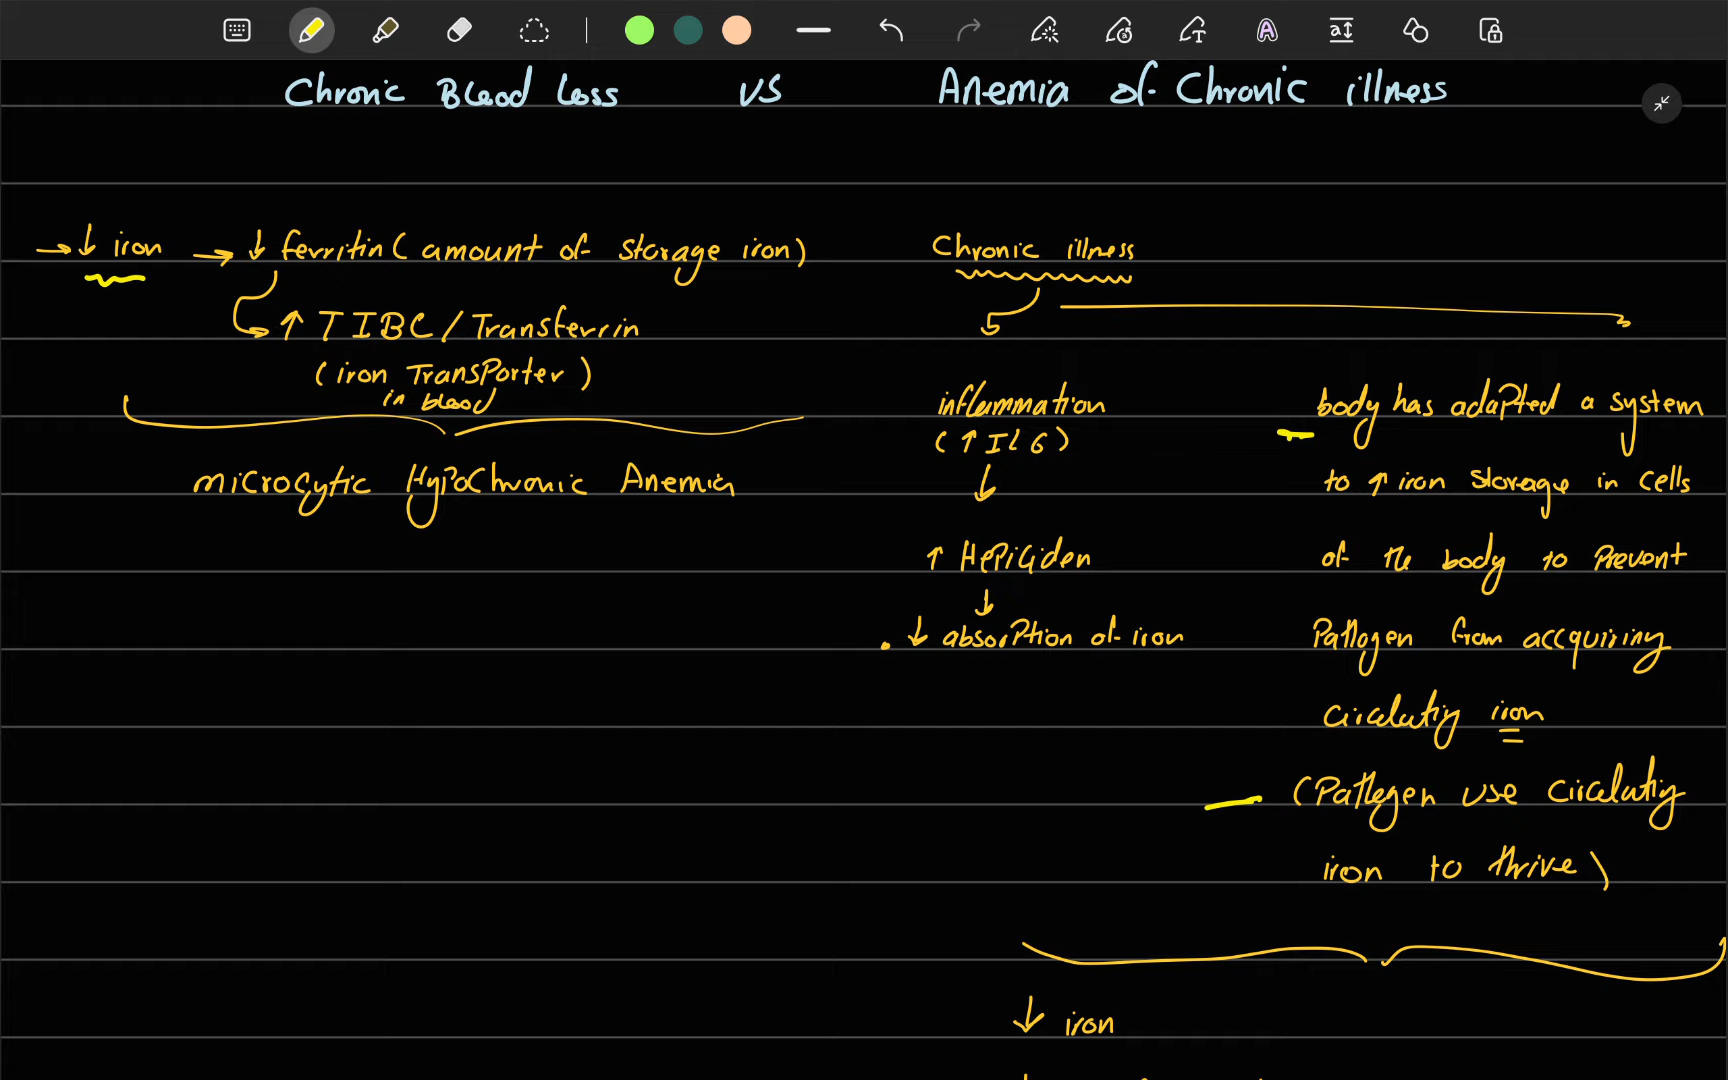 Chronic Blood Loss vs Anemia of Chronic illness
→ ↓ iron → ↓ ferritin ( amount of storage iron )
↑ TIBC / Transferrin
( iron Transporter )
in blood
microcytic Hypochromic Anemia
Chronic illness
inflammation
( ↑ IL 6 )
↓
↑ Hepiciden
↓
. ↓ absorption of iron
body has adapted a system
to ↑ iron storage in cells
of the body to prevent
Pathogen from accquiring
circulating iron
( Pathogen use circulating
iron to thrive )
↓ iron